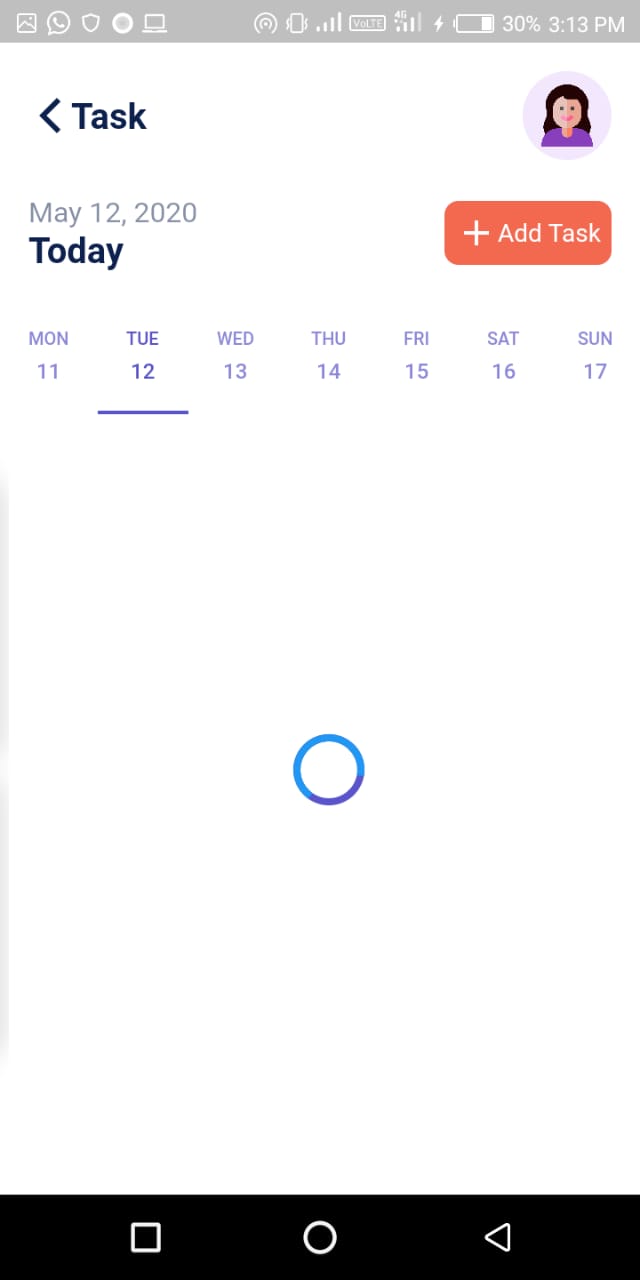 VoLTE 4G 30% 3:13 PM
Task
May 12, 2020
Today
+ Add Task
MON TUE WED THU FRI SAT SUN
11 12 13 14 15 16 17